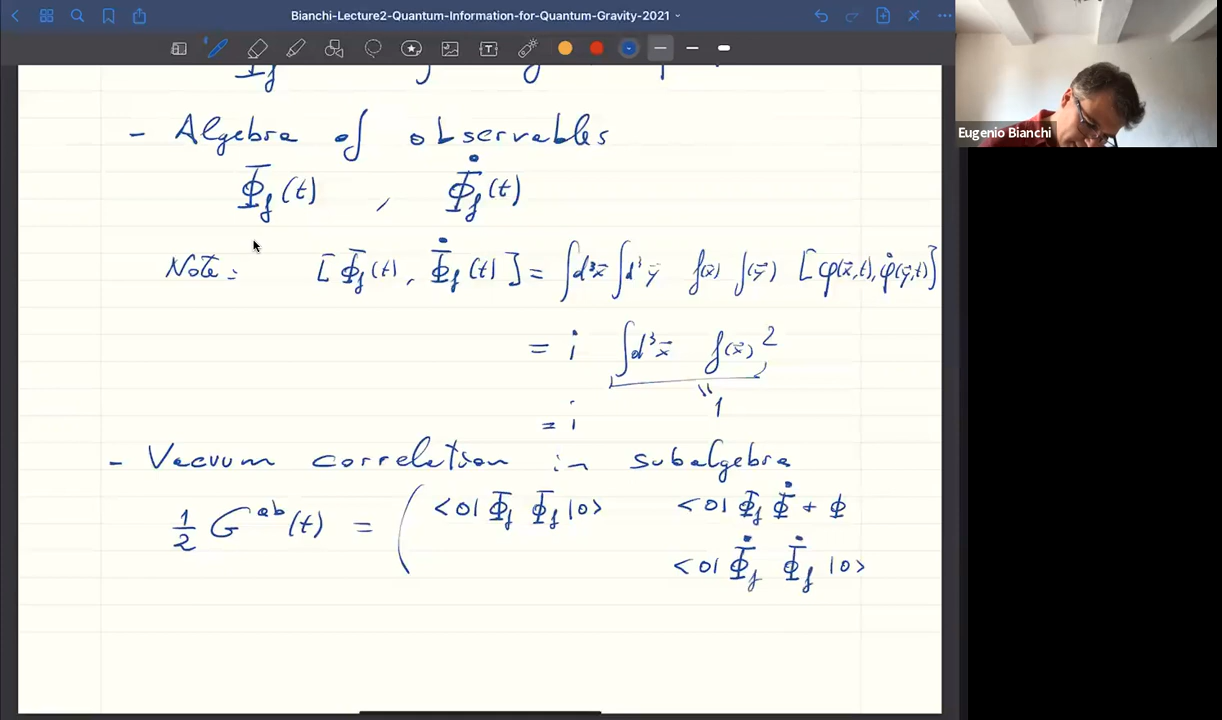 Bianchi-Lecture2-Quantum-Information-for-Quantum-Gravity-2021
Eugenio Bianchi
- Algebra of observables
Φ_f(t) , Φ̇_f(t)
Note: [Φ_f(t), Φ̇_f(t)] = ∫d³x⃗ ∫d³y⃗ f(x⃗) f(y⃗) [φ(x⃗,t), φ̇(y⃗,t)]
= i ∫d³x⃗ f(x⃗)²
" 1
= i
- Vacuum correlation in subalgebra
½ G^{ab}(t) = ( <0| Φ_f Φ_f |0> <0| Φ_f Φ̇ + Φ
<0| Φ̇_f Φ̇_f |0>